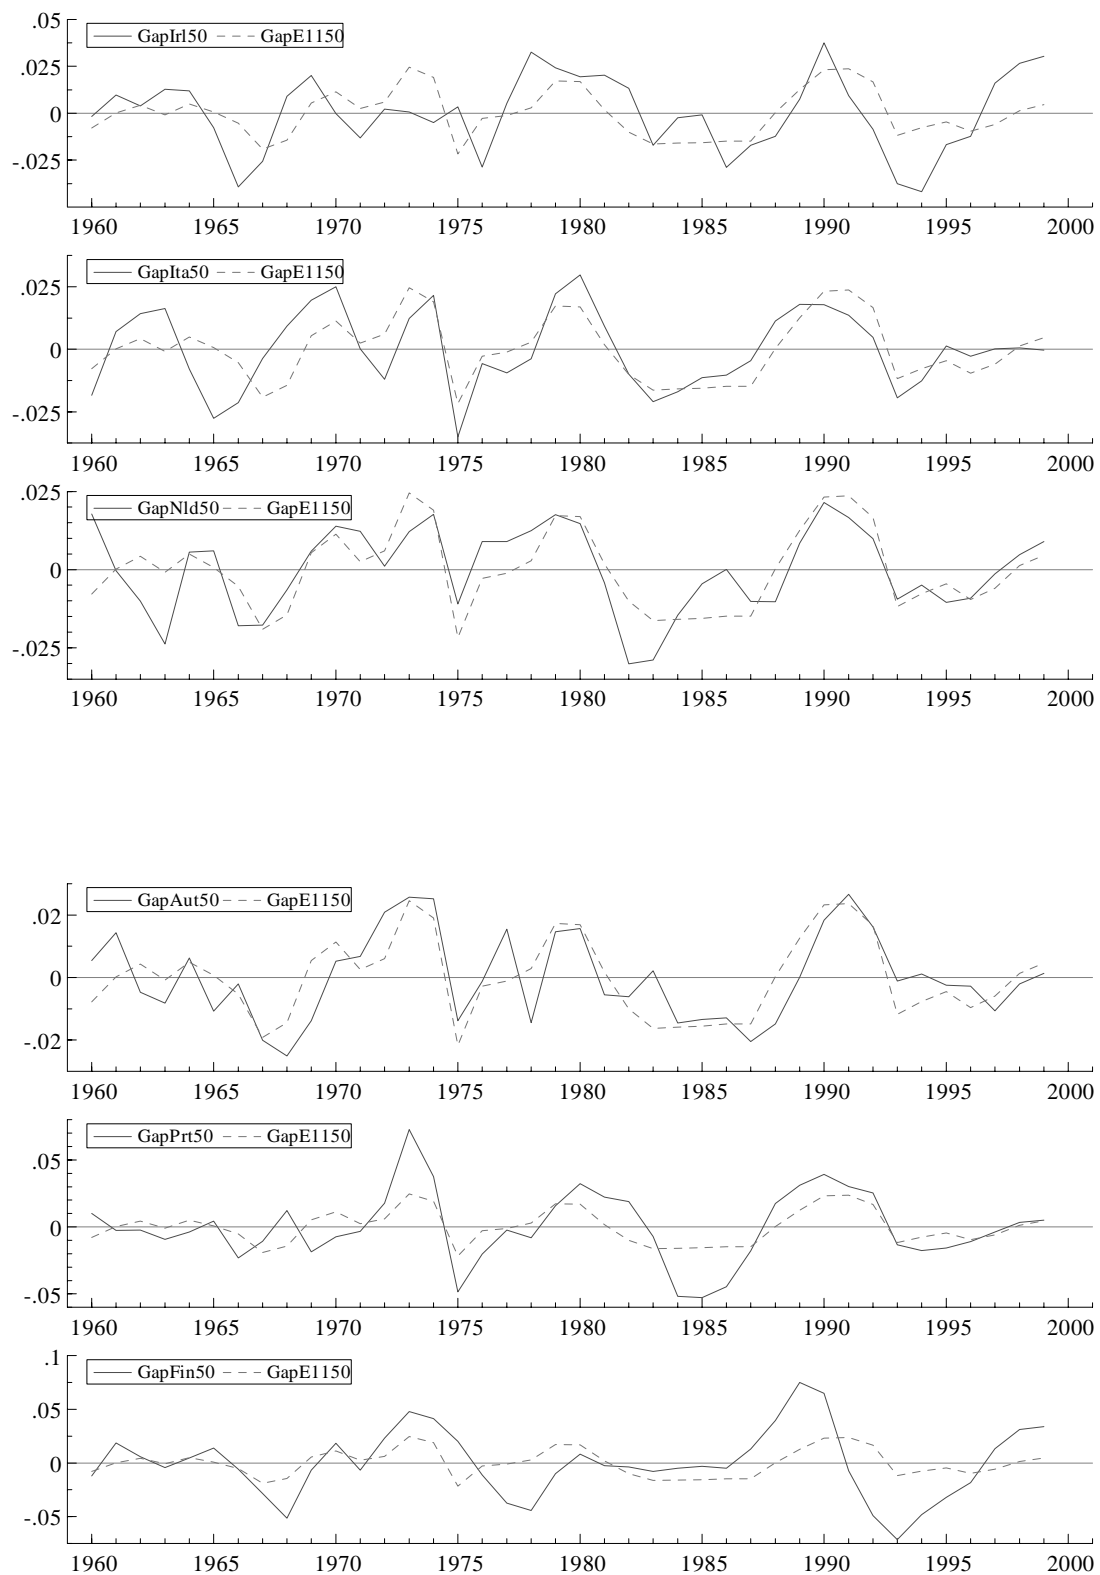 .05
GapIrl50 GapE1150
.025
0
-.025
1960 1965 1970 1975 1980 1985 1990 1995 2000
GapIta50 GapE1150
.025
0
-.025
1960 1965 1970 1975 1980 1985 1990 1995 2000
.025
GapNld50 GapE1150
0
-.025
1960 1965 1970 1975 1980 1985 1990 1995 2000
GapAut50 GapE1150
.02
0
-.02
1960 1965 1970 1975 1980 1985 1990 1995 2000
GapPrt50 GapE1150
.05
0
-.05
1960 1965 1970 1975 1980 1985 1990 1995 2000
.1
GapFin50 GapE1150
.05
0
-.05
1960 1965 1970 1975 1980 1985 1990 1995 2000